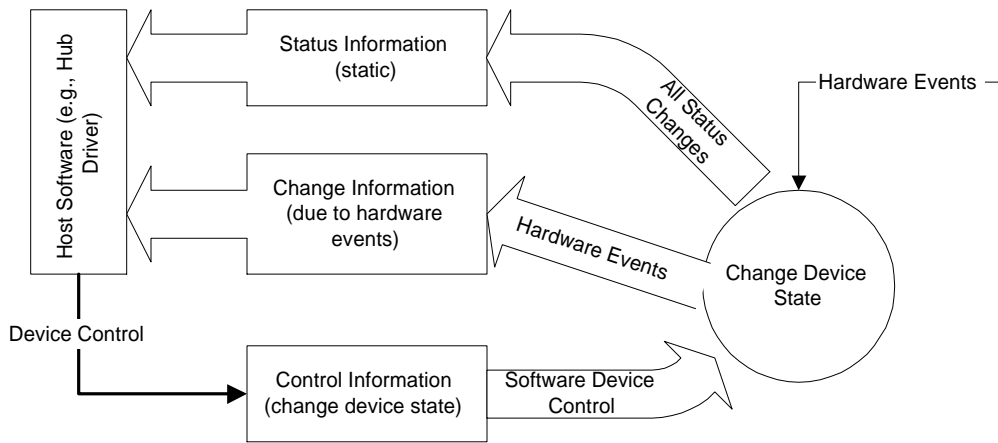 Host Software (e.g., Hub
Driver)
Status Information
(static)
All Status
Changes
Hardware Events
Change Information
(due to hardware
events)
Hardware Events
Change Device
State
Device Control
Control Information
(change device state)
Software Device
Control